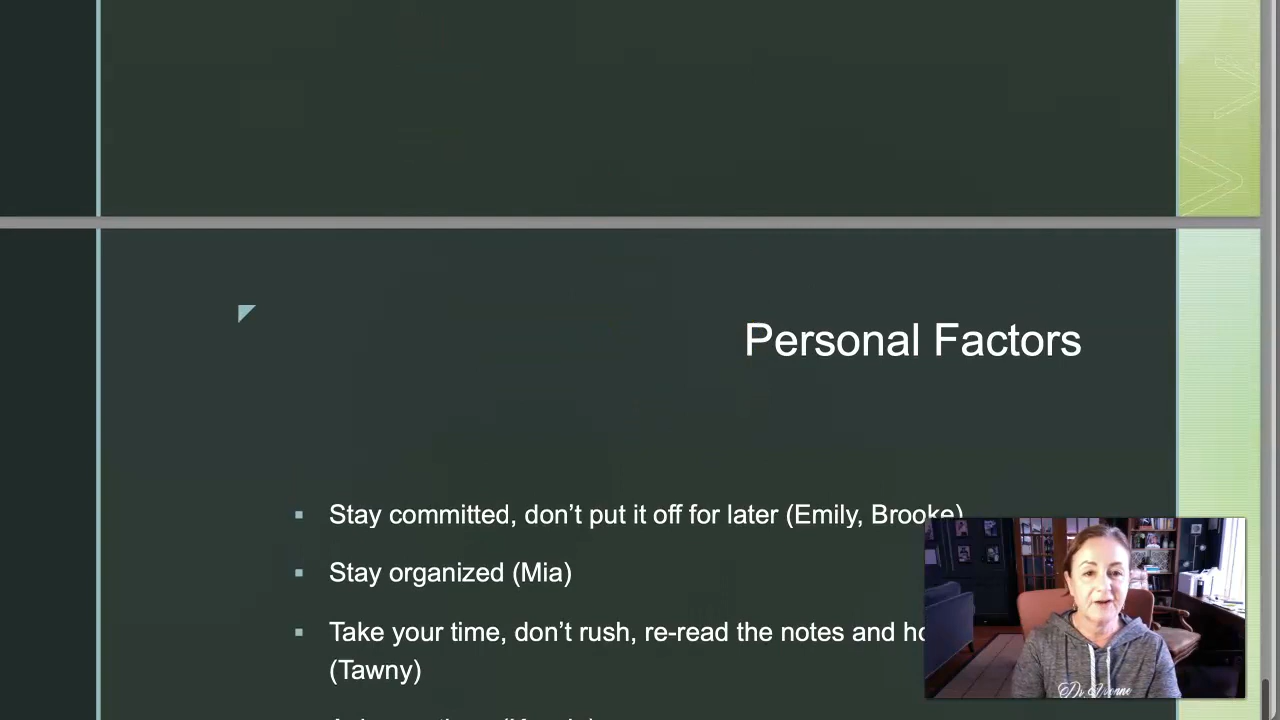 Personal Factors
▪ Stay committed, don’t put it off for later (Emily, Brooke)
▪ Stay organized (Mia)
▪ Take your time, don’t rush, re-read the notes and
(Tawny)